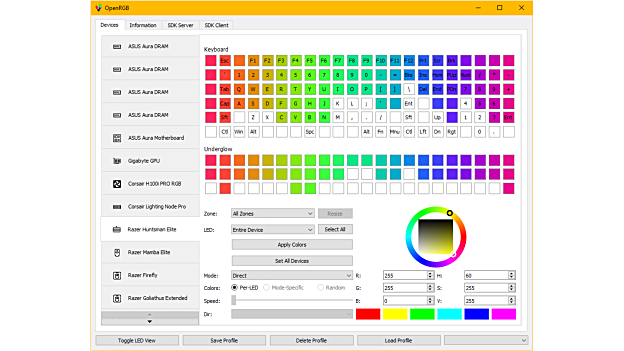 OpenRGB
Devices Information SDK Server SDK Client
ASUS Aura DRAM
ASUS Aura DRAM
ASUS Aura DRAM
ASUS Aura DRAM
ASUS Aura Motherboard
Gigabyte GPU
Corsair H100i PRO RGB
Corsair Lighting Node Pro
Razer Huntsman Elite
Razer Mamba Elite
Razer Firefly
Razer Goliathus Extended
Keyboard
Esc F1 F2 F3 F4 F5 F6 F7 F8 F9 F10 F11 F12 Prt Scr Brk
` 1 2 3 4 5 6 7 8 9 0 - = Bks Ins Hom PUp Num / * -
Tab Q W E R T Y U I O P [ ] \ Del End PDn 7 8 9 +
Cap A S D F G H J K L ; ' Ent 4 5 6
Sft Z X C V B N M , . / Sft Up 1 2 3 Ent
Ctl Win Alt Spc Alt Fn Mnu Ctl Lft Dn Rgt 0 .
Underglow
Zone: All Zones Resize
LED: Entire Device Select All
Apply Colors
Set All Devices
Mode: Direct R: 255 H: 60
Colors: Per-LED Mode-Specific Random G: 255 S: 255
Speed: B: 0 V: 255
Dir:
Toggle LED View Save Profile Delete Profile Load Profile